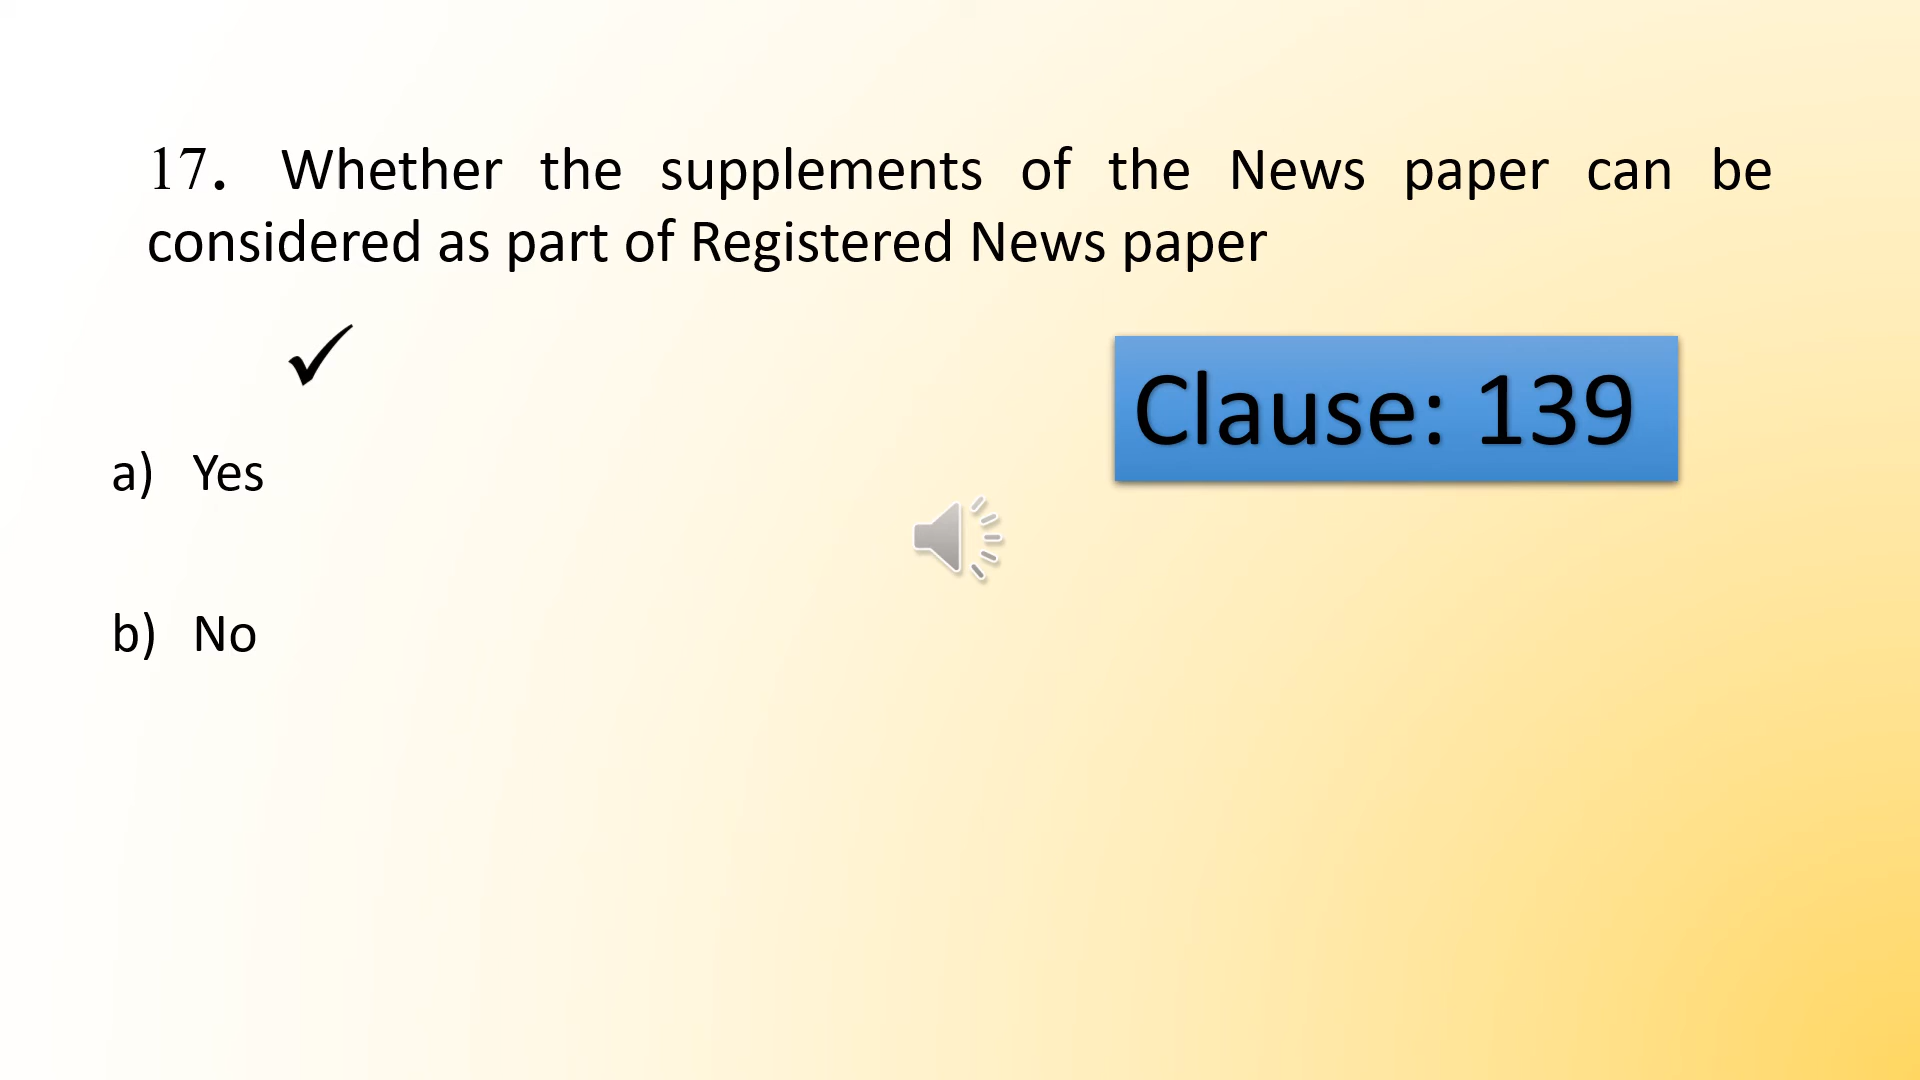 17. Whether the supplements of the News paper can be
considered as part of Registered News paper
Clause: 139
a) Yes
b) No